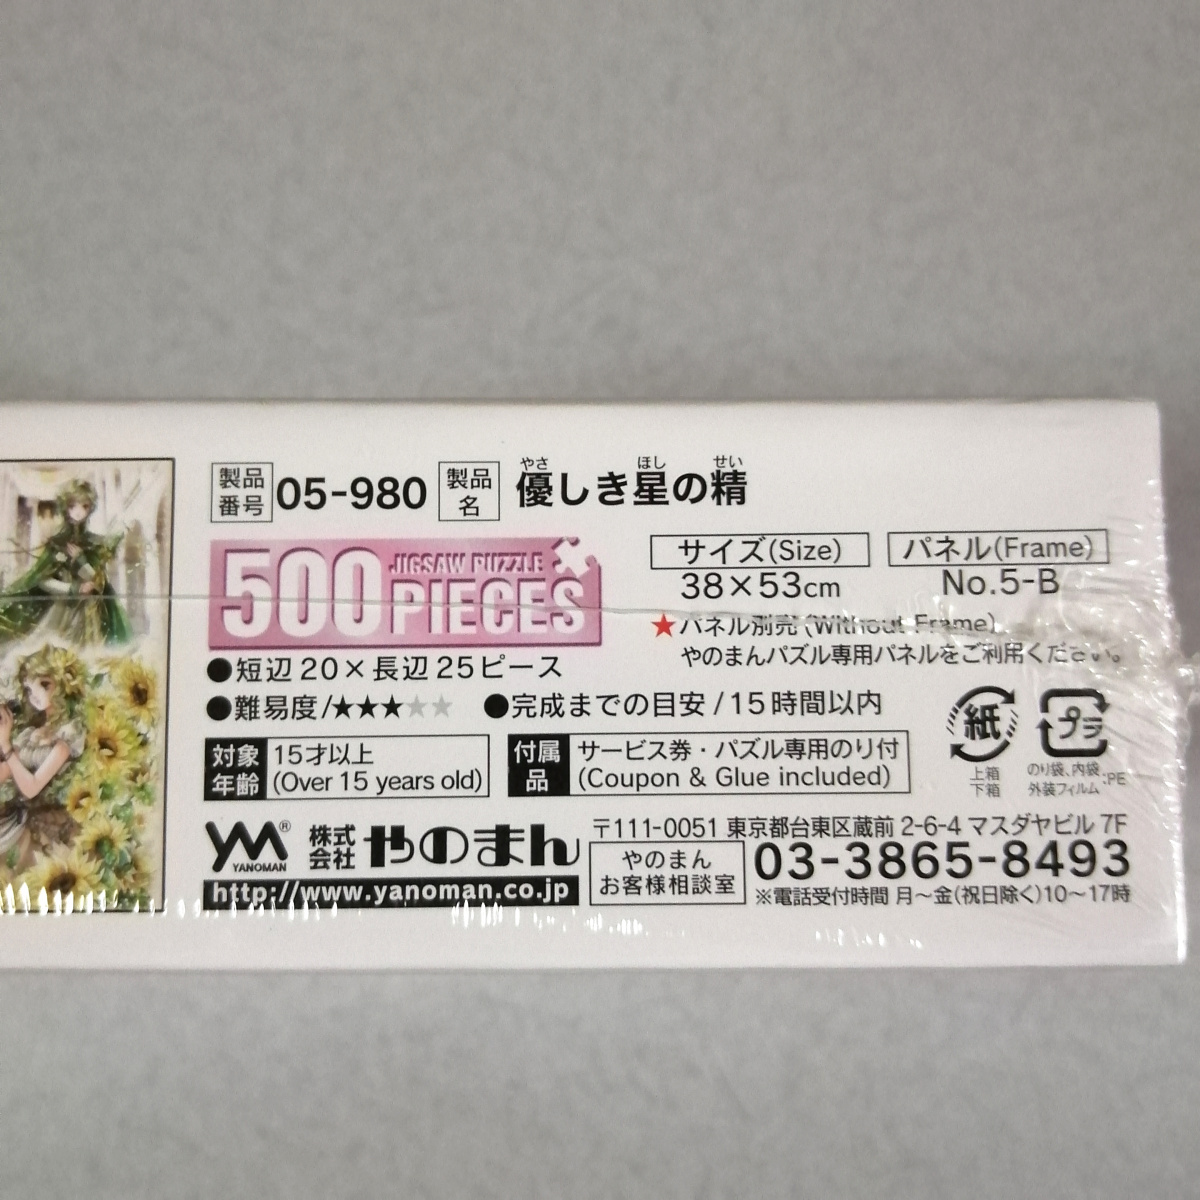 製品番号 05-980 製品名 優しき星の精
やさ ほし せい
500 JIGSAW PUZZLE PIECES
サイズ(Size) パネル(Frame)
38×53cm No.5-B
★パネル別売 (Without Frame)
やのまんパズル専用パネルをご利用ください。
●短辺20×長辺25ピース
●難易度/★★★★★ ●完成までの目安/15時間以内
対象年齢 15才以上
(Over 15 years old)
付属品 サービス券・パズル専用のり付
(Coupon & Glue included)
紙 プラ
上箱 下箱
のり袋、内袋、外装フィルム:PE
YM® YANOMAN 株式会社 やのまん
http://www.yanoman.co.jp
〒111-0051 東京都台東区蔵前 2-6-4 マスダヤビル 7F
やのまんお客様相談室 03-3865-8493
※電話受付時間 月～金(祝日除く)10～17時